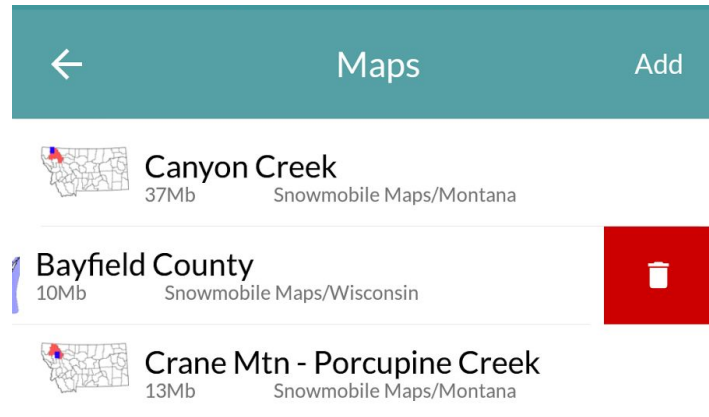 Maps Add
Canyon Creek
37Mb Snowmobile Maps/Montana
Bayfield County
10Mb Snowmobile Maps/Wisconsin
Crane Mtn - Porcupine Creek
13Mb Snowmobile Maps/Montana